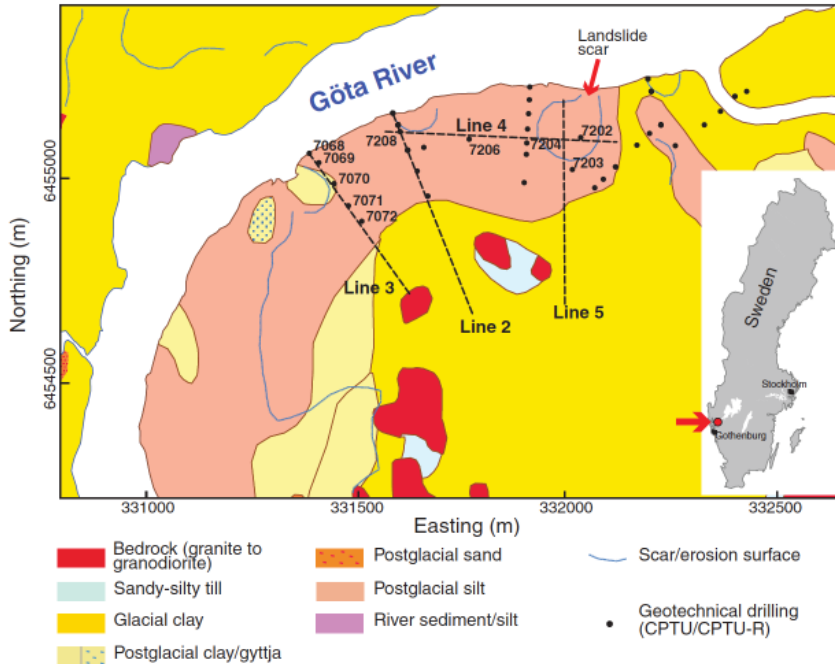 Landslide
scar
Göta River
Line 4
7202
7208
7204
7206
7068
7069
7203
7070
7071
7072
6455000
Northing (m)
Line 3
Line 2
Line 5
6454500
Sweden
Stockholm
Gothenburg
331000
331500
332000
332500
Easting (m)
Bedrock (granite to
granodiorite)
Sandy-silty till
Glacial clay
Postglacial clay/gyttja
Postglacial sand
Postglacial silt
River sediment/silt
Scar/erosion surface
Geotechnical drilling
(CPTU/CPTU-R)